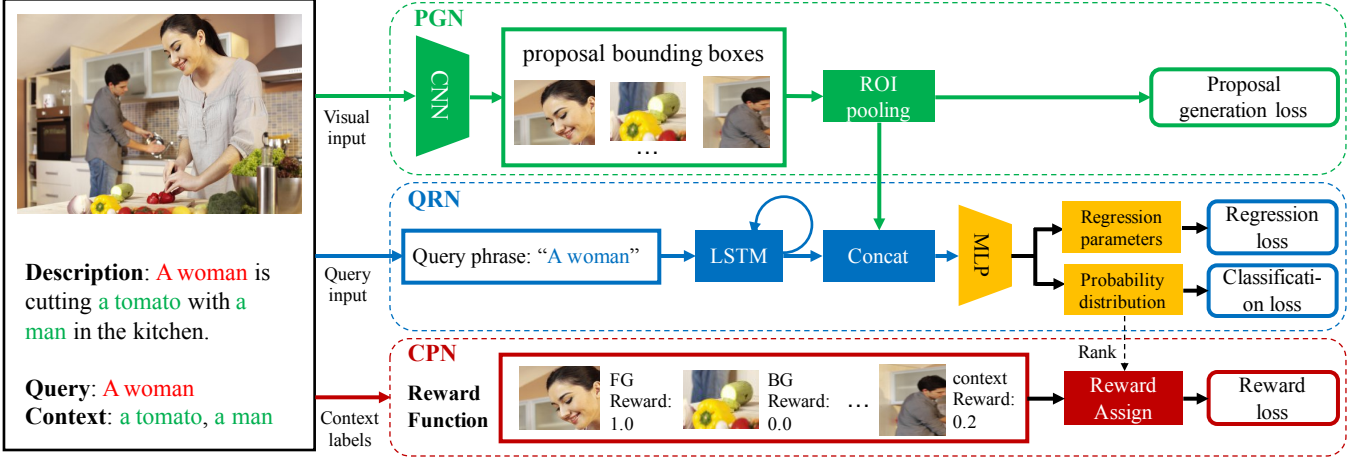 Description: A woman is
cutting a tomato with a
man in the kitchen.
Query: A woman
Context: a tomato, a man
Visual
input
Query
input
Context
labels
PGN
CNN
proposal bounding boxes
...
ROI
pooling
Proposal
generation loss
QRN
Query phrase: “A woman”
LSTM
Concat
MLP
Regression
parameters
Regression
loss
Probability
distribution
Classificati-
on loss
Rank
CPN
Reward
Function
FG
Reward:
1.0
BG
Reward:
0.0
...
context
Reward:
0.2
Reward
Assign
Reward
loss